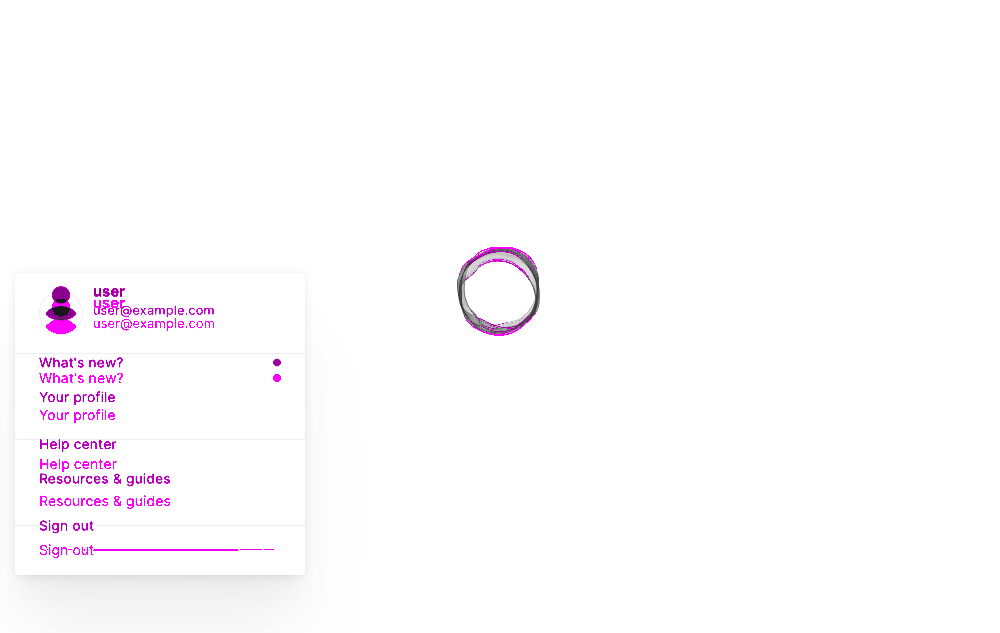 user
user
user@example.com
user@example.com
What's new?
What's new?
Your profile
Your profile
Help center
Help center
Resources & guides
Resources & guides
Sign out
Sign out